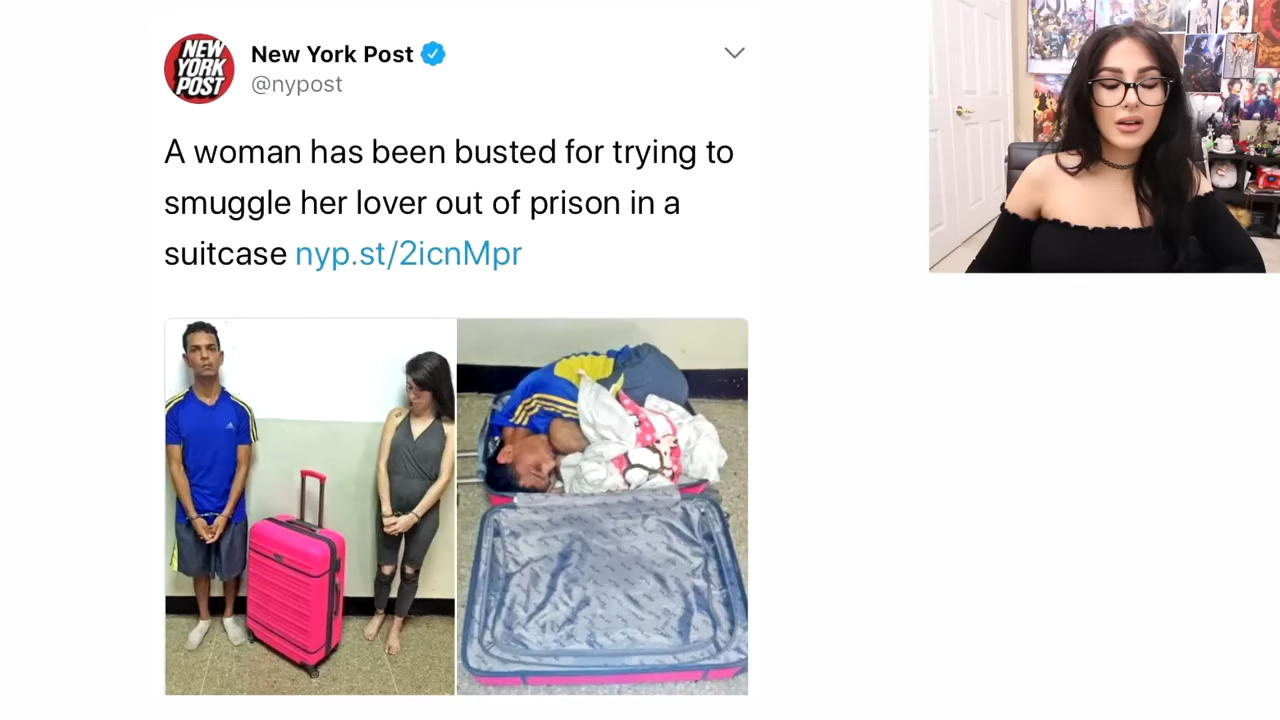 NEW
YORK
POST
New York Post
@nypost
A woman has been busted for trying to
smuggle her lover out of prison in a
suitcase nyp.st/2icnMpr